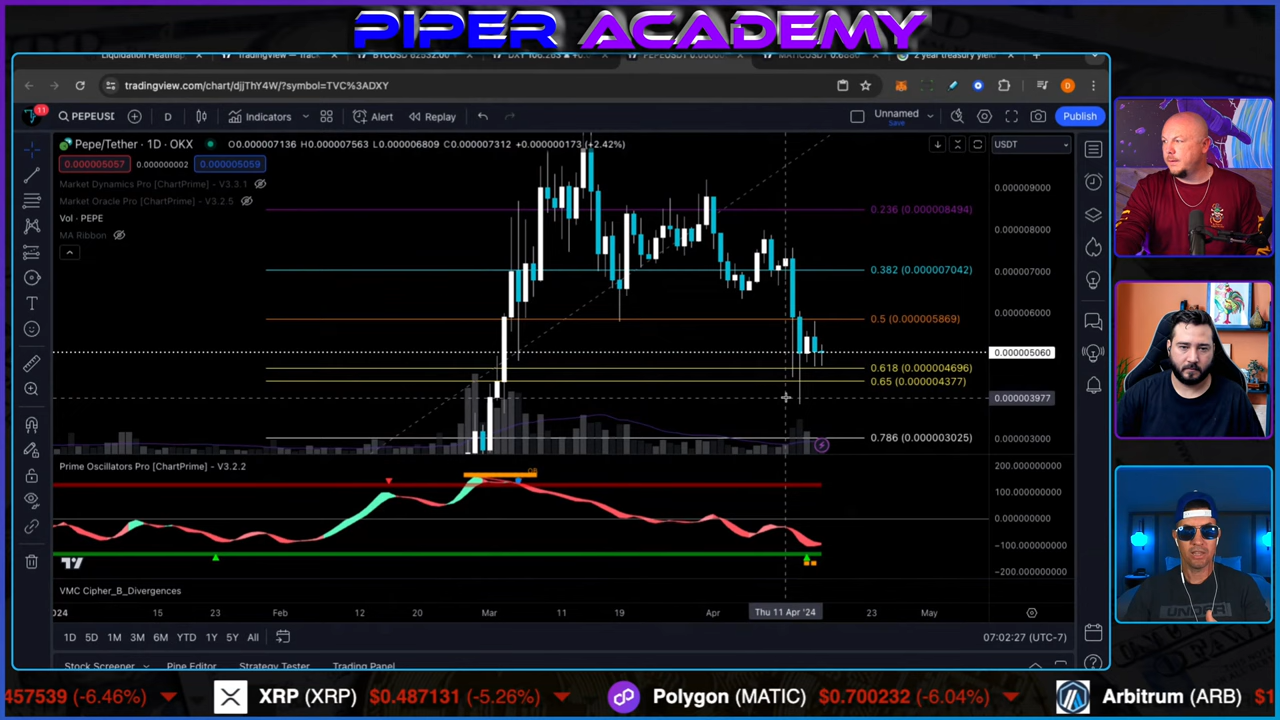 PIPER ACADEMY
Liquidation Heatmap
tradingview.com/chart/djjThY4W/?symbol=TVC%3ADXY
11 PEPEUSD D Indicators Alert Replay Unnamed Save Publish
Pepe/Tether · 1D · OKX O0.000007136 H0.000007563 L0.000006809 C0.000007312 +0.000000173 (+2.42%) USDT
0.000005057 0.000000002 0.000005059
Market Dynamics Pro [ChartPrime] - V3.3.1
Market Oracle Pro [ChartPrime] - V3.2.5
Vol · PEPE
MA Ribbon
0.000009000
0.236 (0.000008494)
0.000008000
0.382 (0.000007042)
0.000007000
0.5 (0.000005869)
0.000006000
0.000005060
0.618 (0.000004696)
0.65 (0.000004377)
0.000003977
0.786 (0.000003025)
0.000003000
Prime Oscillators Pro [ChartPrime] - V3.2.2
200.000000000
100.000000000
0.000000000
-100.000000000
-200.000000000
VMC Cipher_B_Divergences
2024 15 23 Feb 12 20 Mar 11 19 Apr Thu 11 Apr '24 23 May
1D 5D 1M 3M 6M YTD 1Y 5Y All 07:02:27 (UTC-7)
Stock Screener Pine Editor Strategy Tester Trading Panel
UNDER
457539 (-6.46%) XRP (XRP) $0.487131 (-5.26%) Polygon (MATIC) $0.700232 (-6.04%) Arbitrum (ARB) $1